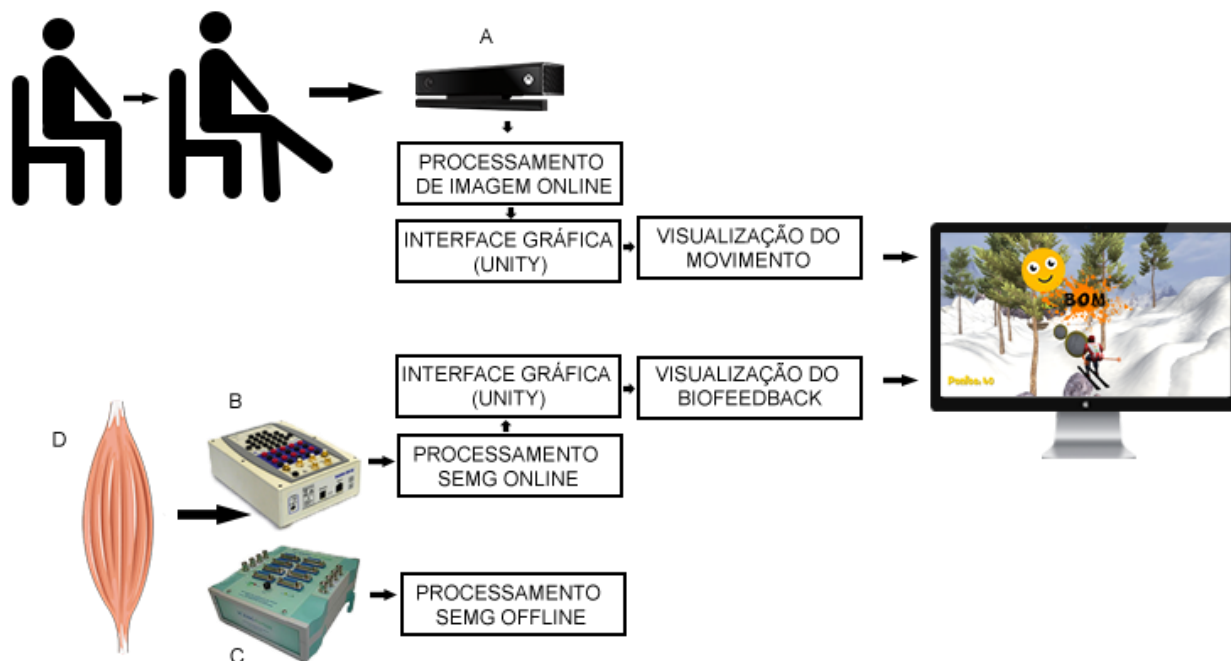 A
PROCESSAMENTO
DE IMAGEM ONLINE
INTERFACE GRÁFICA
(UNITY)
VISUALIZAÇÃO DO
MOVIMENTO
BOM
INTERFACE GRÁFICA
(UNITY)
VISUALIZAÇÃO DO
BIOFEEDBACK
B
D
PROCESSAMENTO
SEMG ONLINE
PROCESSAMENTO
SEMG OFFLINE
C